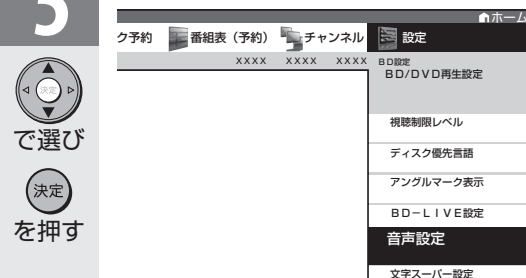 決定
で選び
決定
を押す
ホーム
ク予約 番組表（予約） チャンネル 設定
XXXX XXXX XXXX
BD設定
BD/DVD再生設定
視聴制限レベル
ディスク優先言語
アングルマーク表示
BD-LIVE設定
音声設定
文字スーパー設定